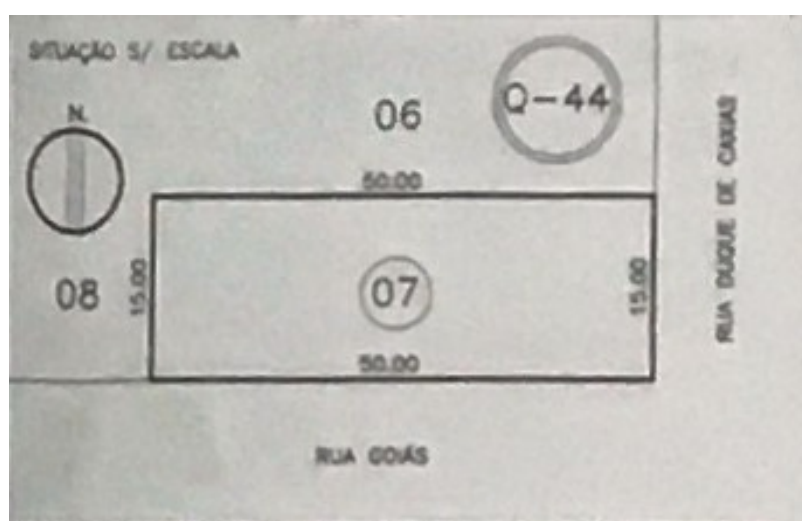 SITUAÇÃO S/ ESCALA
N.
06
Q-44
50.00
08
15.00
07
15.00
50.00
RUA DUQUE DE CAXIAS
RUA GOIÁS